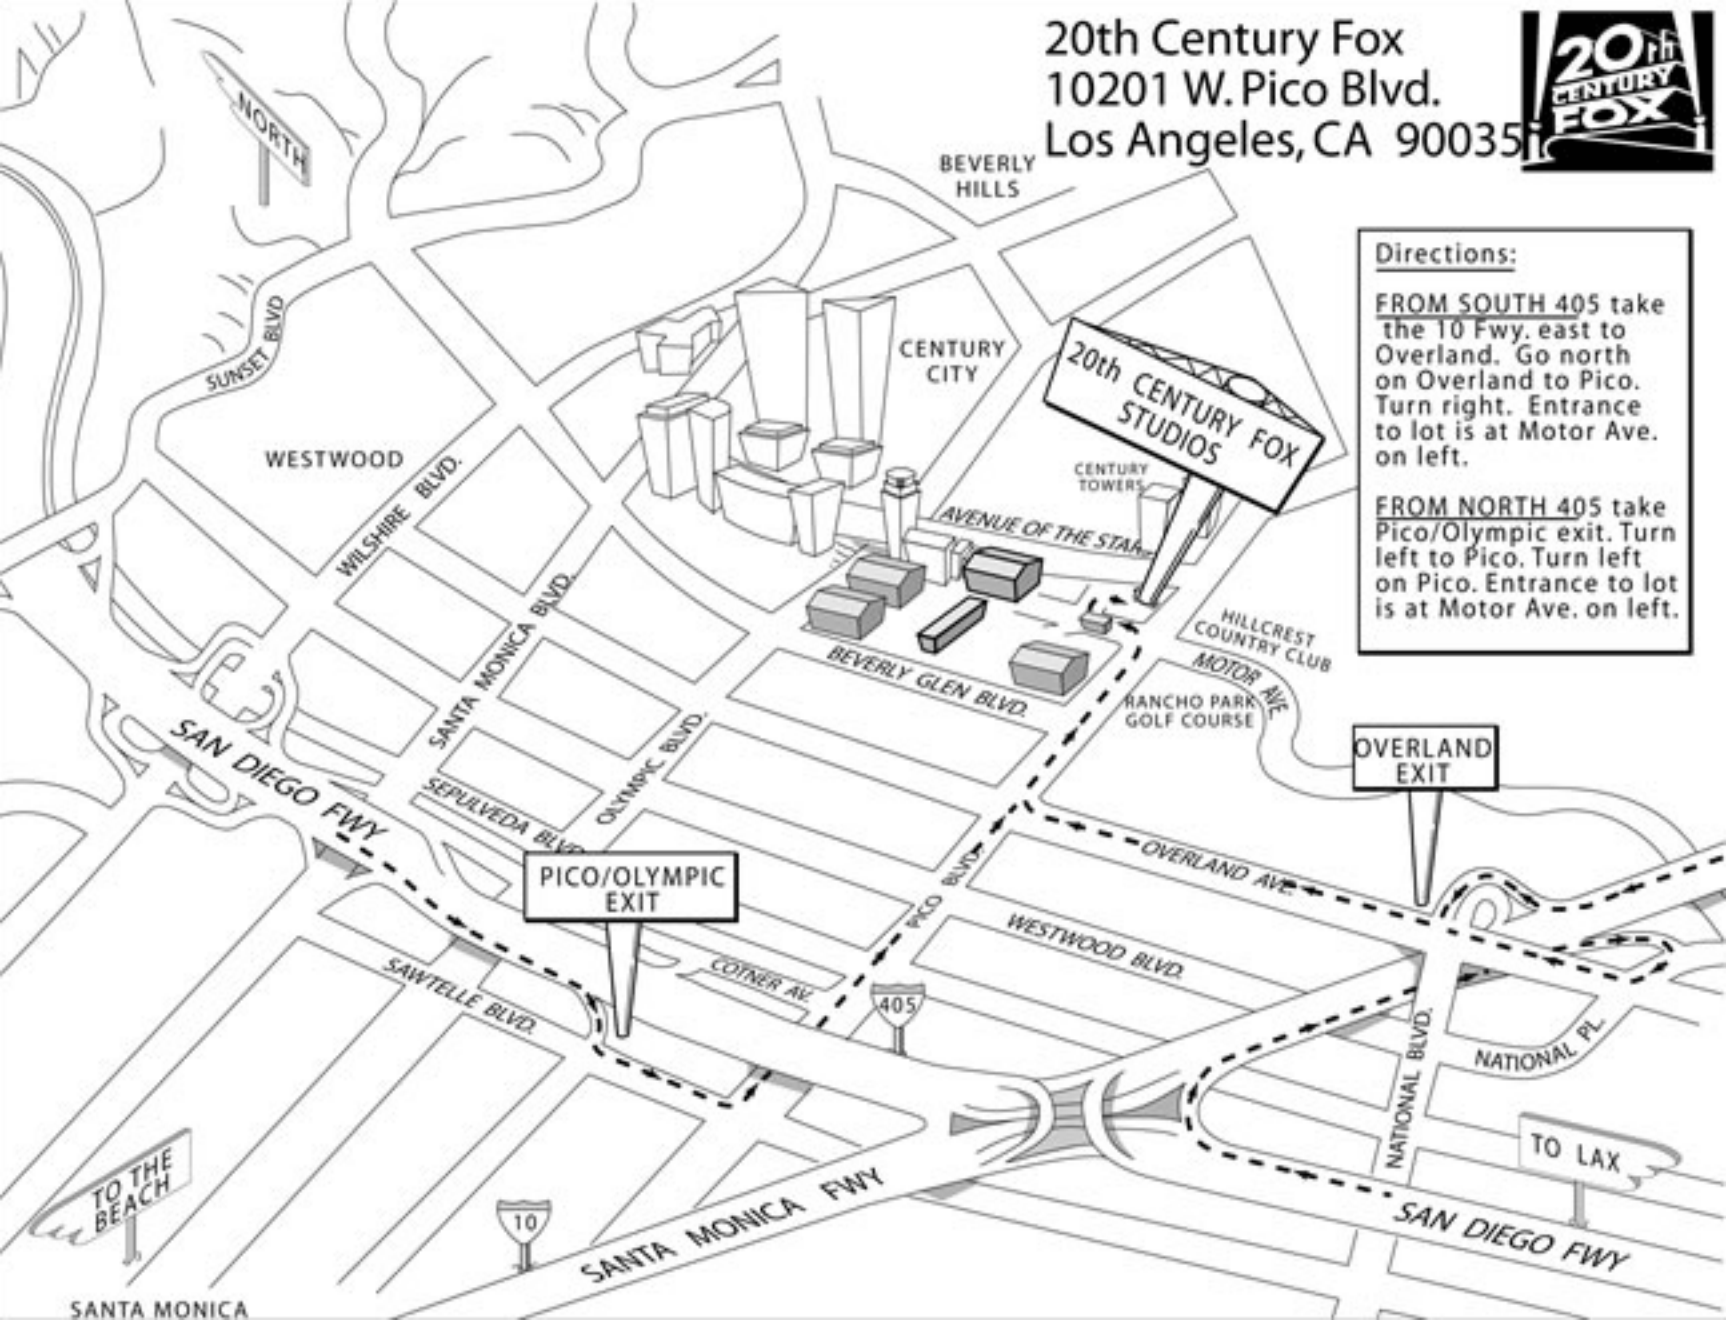 20th Century Fox
10201 W. Pico Blvd.
Los Angeles, CA 90035
20TH
CENTURY
FOX
NORTH
BEVERLY
HILLS
Directions:
FROM SOUTH 405 take
the 10 Fwy. east to
Overland. Go north
on Overland to Pico.
Turn right. Entrance
to lot is at Motor Ave.
on left.
FROM NORTH 405 take
Pico/Olympic exit. Turn
left to Pico. Turn left
on Pico. Entrance to lot
is at Motor Ave. on left.
SUNSET BLVD
CENTURY
CITY
20th CENTURY FOX
STUDIOS
WESTWOOD
WILSHIRE BLVD.
CENTURY
TOWERS
AVENUE OF THE STAR
SANTA MONICA BLVD.
HILLCREST
COUNTRY CLUB
BEVERLY GLEN BLVD.
MOTOR AVE.
RANCHO PARK
GOLF COURSE
SAN DIEGO FWY
OLYMPIC BLVD.
SEPULVEDA BLVD
OVERLAND
EXIT
PICO/OLYMPIC
EXIT
PICO BLVD.
OVERLAND AVE.
WESTWOOD BLVD.
COTNER AV.
SAWTELLE BLVD.
405
NATIONAL BLVD.
NATIONAL PL.
TO THE
BEACH
TO LAX
10
SANTA MONICA FWY
SAN DIEGO FWY
SANTA MONICA